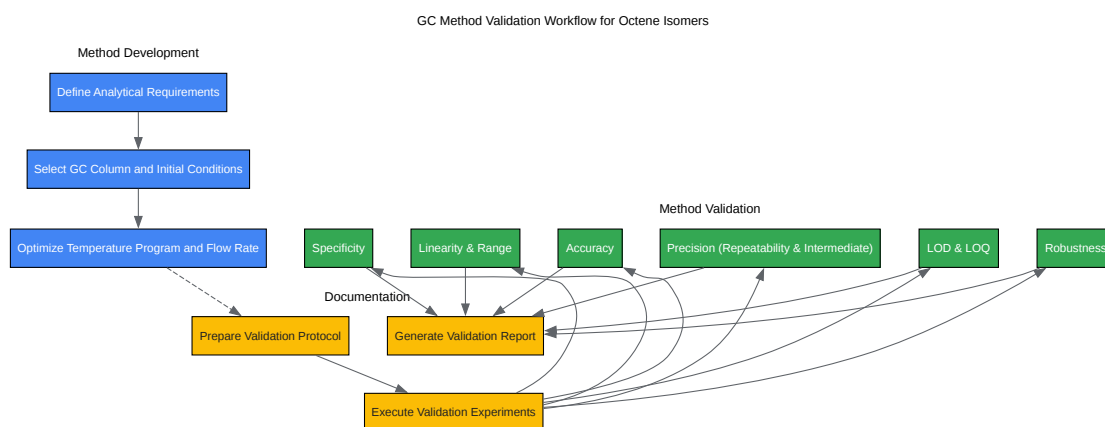 GC Method Validation Workflow for Octene Isomers
Method Development
Define Analytical Requirements
Select GC Column and Initial Conditions
Optimize Temperature Program and Flow Rate
Method Validation
Specificity
Linearity & Range
Accuracy
Precision (Repeatability & Intermediate)
LOD & LOQ
Robustness
Documentation
Prepare Validation Protocol
Generate Validation Report
Execute Validation Experiments